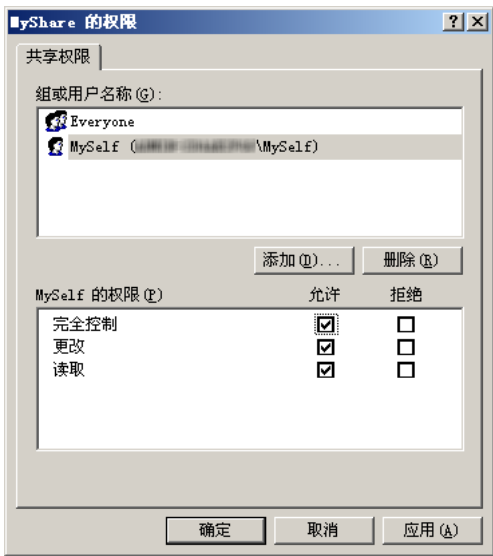 MyShare 的权限
共享权限
组或用户名称(G):
Everyone
MySelf (\MySelf)
添加(D)... 删除(R)
MySelf 的权限(P) 允许 拒绝
完全控制
更改
读取
确定 取消 应用(A)